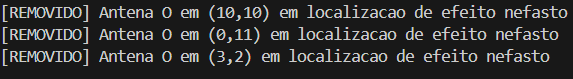 [REMOVIDO] Antena O em (10,10) em localizacao de efeito nefasto
[REMOVIDO] Antena O em (0,11) em localizacao de efeito nefasto
[REMOVIDO] Antena O em (3,2) em localizacao de efeito nefasto